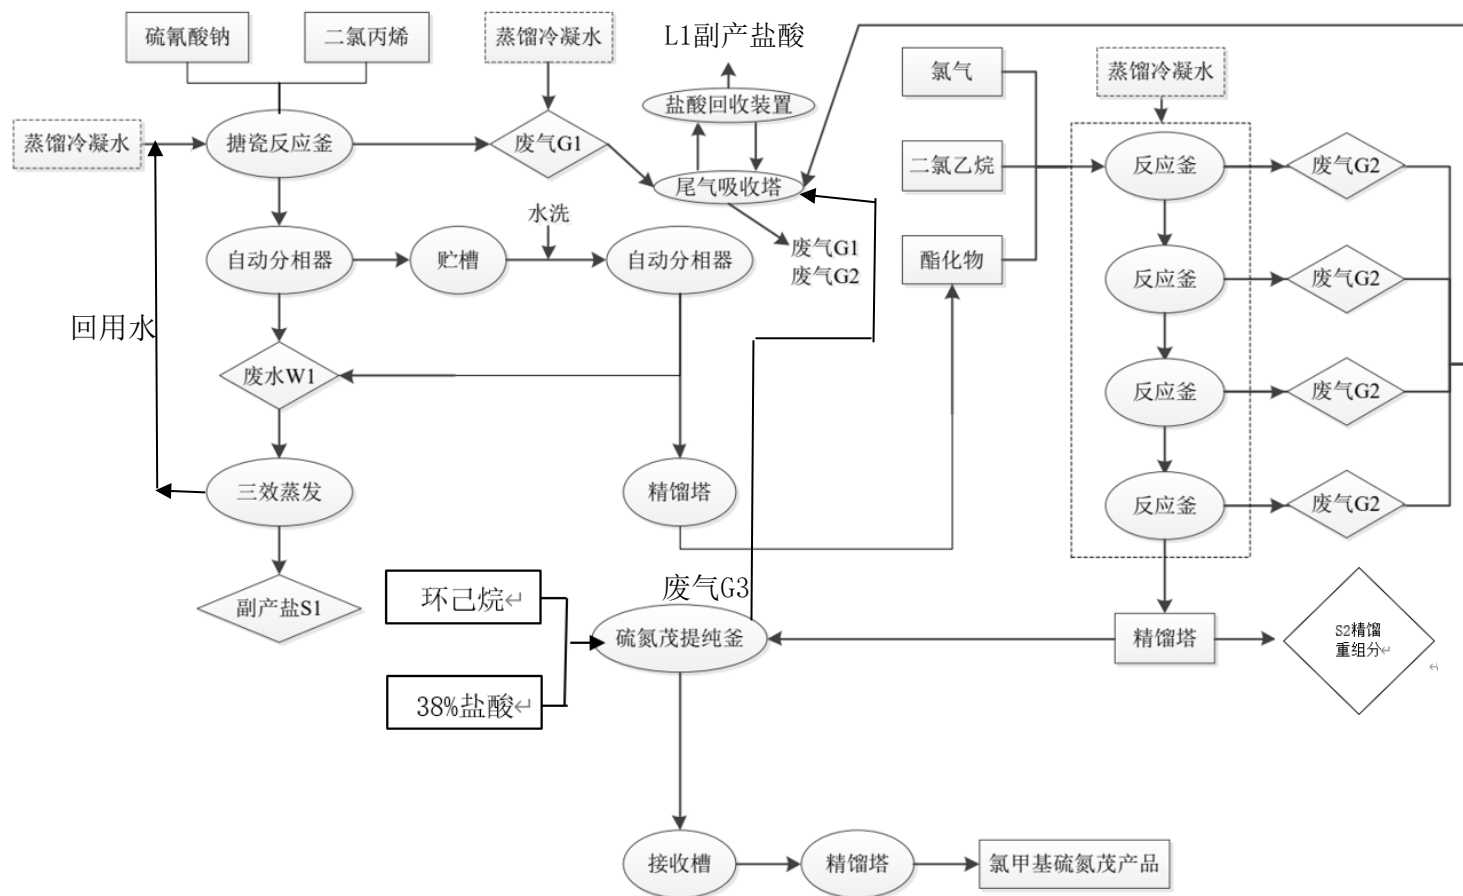 硫氰酸钠
二氯丙烯
蒸馏冷凝水
L1副产盐酸
氯气
蒸馏冷凝水
盐酸回收装置
蒸馏冷凝水
搪瓷反应釜
废气G1
二氯乙烷
反应釜
废气G2
尾气吸收塔
水洗
废气G1
废气G2
自动分相器
贮槽
自动分相器
酯化物
反应釜
废气G2
回用水
废水W1
反应釜
废气G2
三效蒸发
精馏塔
反应釜
废气G2
副产盐S1
环己烷↵
废气G3
硫氮茂提纯釜
精馏塔
S2精馏
重组分↵
↵
38%盐酸↵
接收槽
精馏塔
氯甲基硫氮茂产品